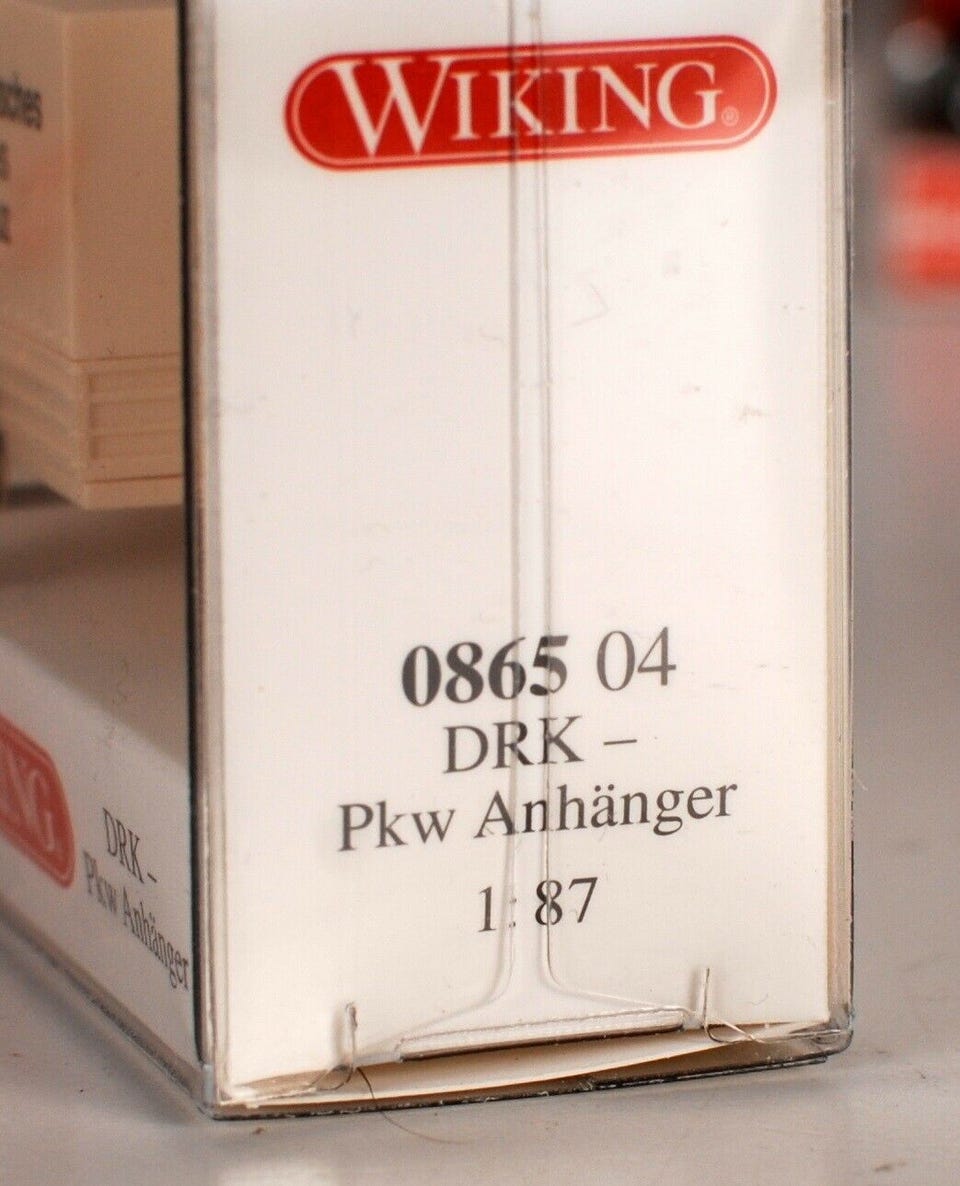 WIKING®
0865 04
DRK –
Pkw Anhänger
1:87
DRK –
Pkw Anhänger